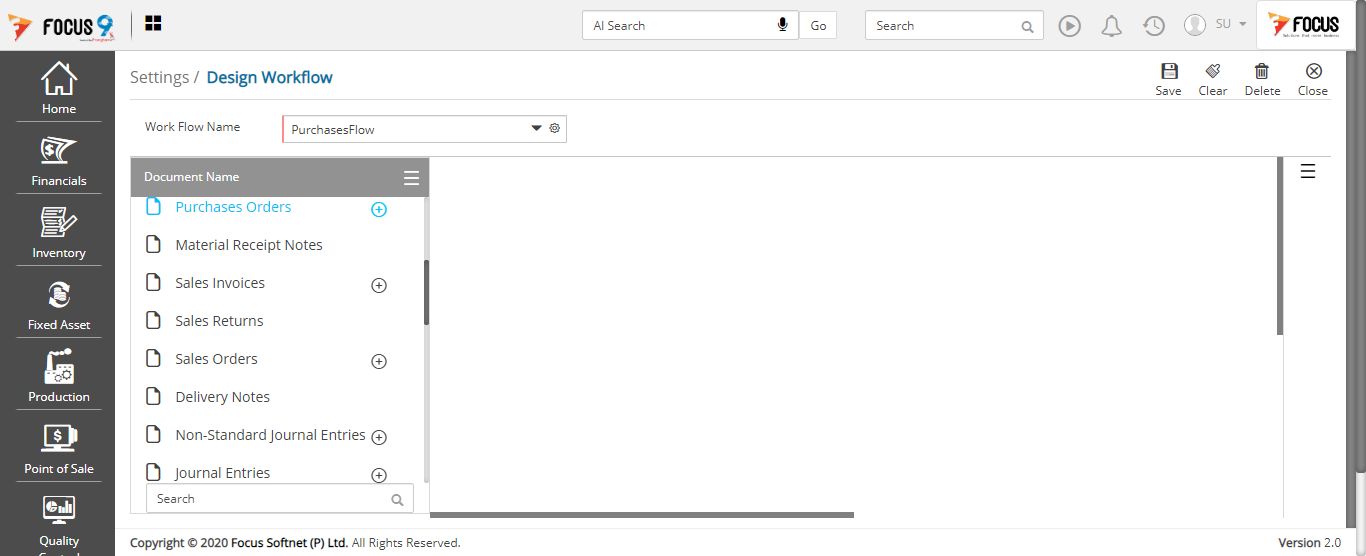 FOCUS 9
AI Search
Go
Search
SU
FOCUS
Home
Financials
Inventory
Fixed Asset
Production
Point of Sale
Quality
Settings / Design Workflow
Save
Clear
Delete
Close
Work Flow Name
PurchasesFlow
Document Name
Purchases Orders
Material Receipt Notes
Sales Invoices
Sales Returns
Sales Orders
Delivery Notes
Non-Standard Journal Entries
Journal Entries
Search
Copyright © 2020 Focus Softnet (P) Ltd. All Rights Reserved.
Version 2.0